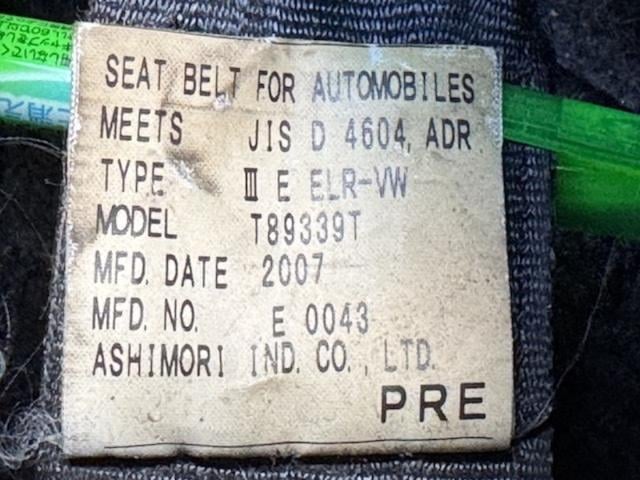 SEAT BELT FOR AUTOMOBILES
MEETS JIS D 4604, ADR
TYPE III E ELR-VW
MODEL T89339T
MFD. DATE 2007
MFD. NO. E 0043
ASHIMORI IND. CO., LTD.
PRE